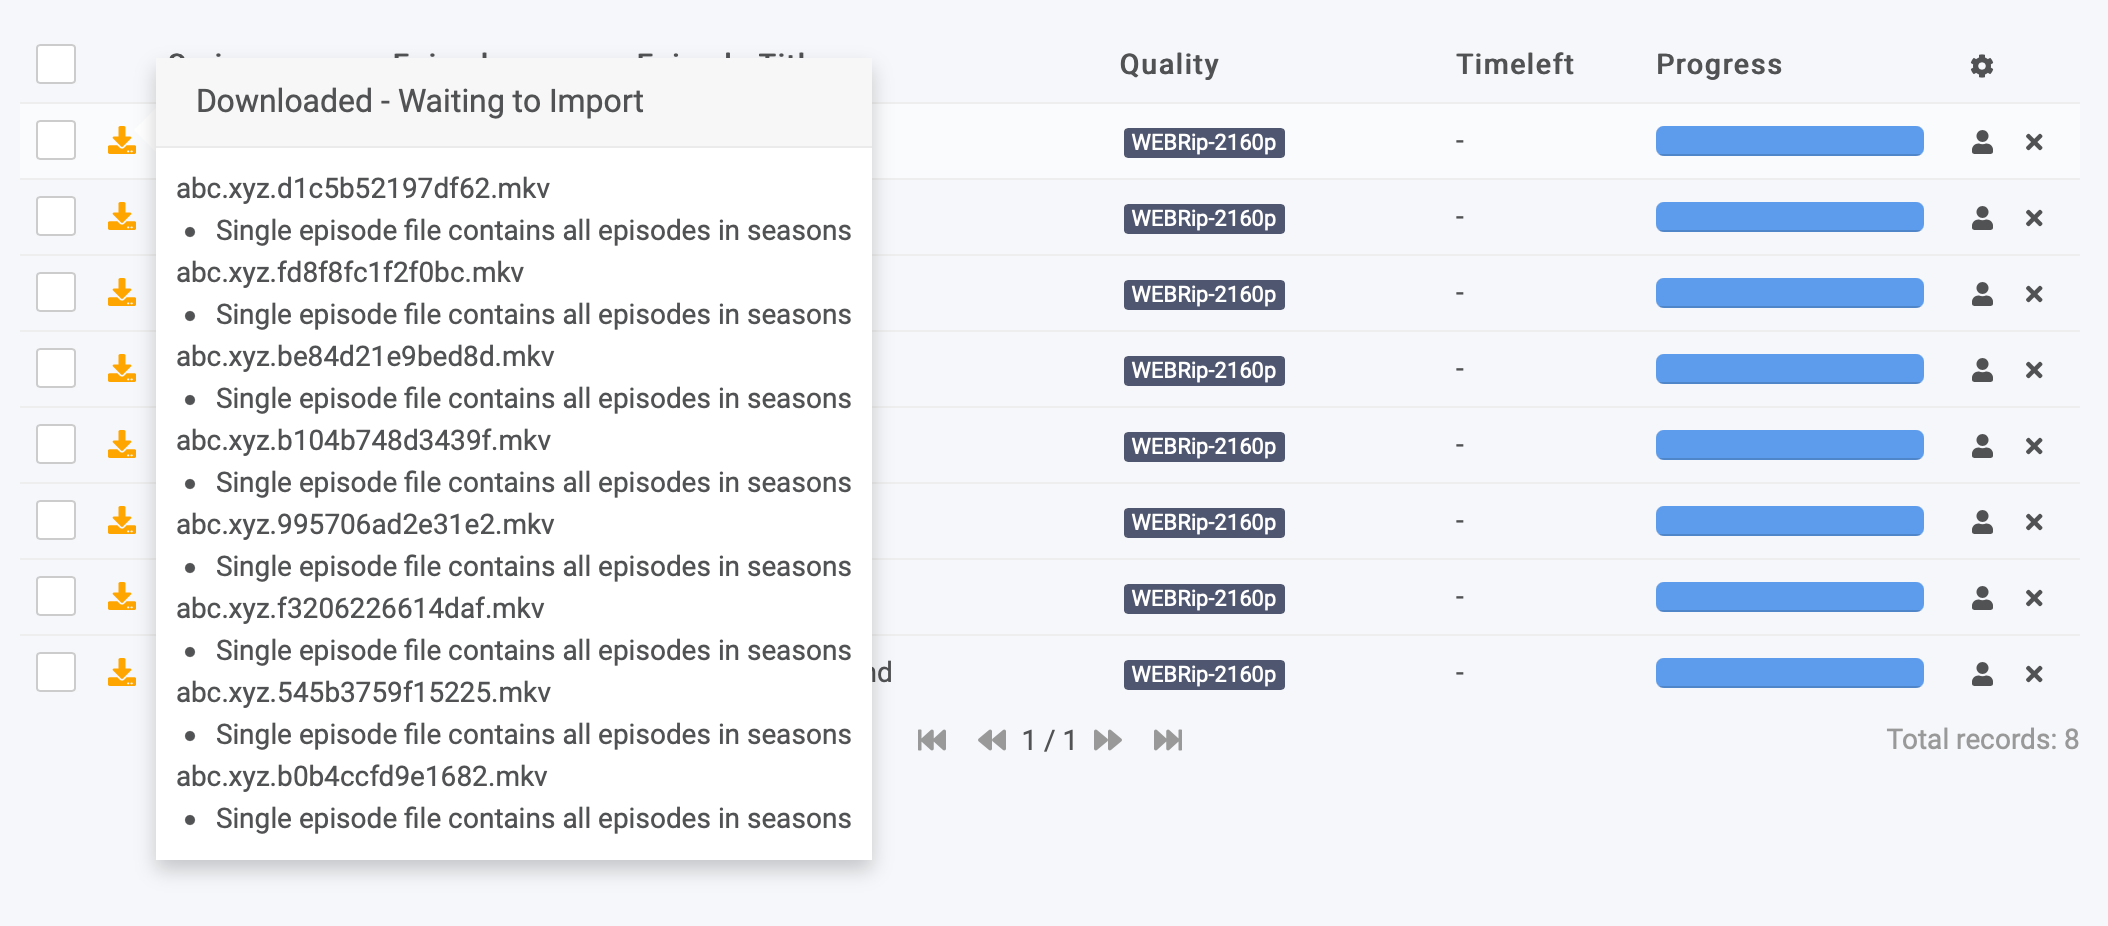 Quality Timeleft Progress
Downloaded - Waiting to Import
abc.xyz.d1c5b52197df62.mkv
• Single episode file contains all episodes in seasons
abc.xyz.fd8f8fc1f2f0bc.mkv
• Single episode file contains all episodes in seasons
abc.xyz.be84d21e9bed8d.mkv
• Single episode file contains all episodes in seasons
abc.xyz.b104b748d3439f.mkv
• Single episode file contains all episodes in seasons
abc.xyz.995706ad2e31e2.mkv
• Single episode file contains all episodes in seasons
abc.xyz.f3206226614daf.mkv
• Single episode file contains all episodes in seasons
abc.xyz.545b3759f15225.mkv
• Single episode file contains all episodes in seasons
abc.xyz.b0b4ccfd9e1682.mkv
• Single episode file contains all episodes in seasons
WEBRip-2160p -
WEBRip-2160p -
WEBRip-2160p -
WEBRip-2160p -
WEBRip-2160p -
WEBRip-2160p -
WEBRip-2160p -
WEBRip-2160p -
1 / 1
Total records: 8